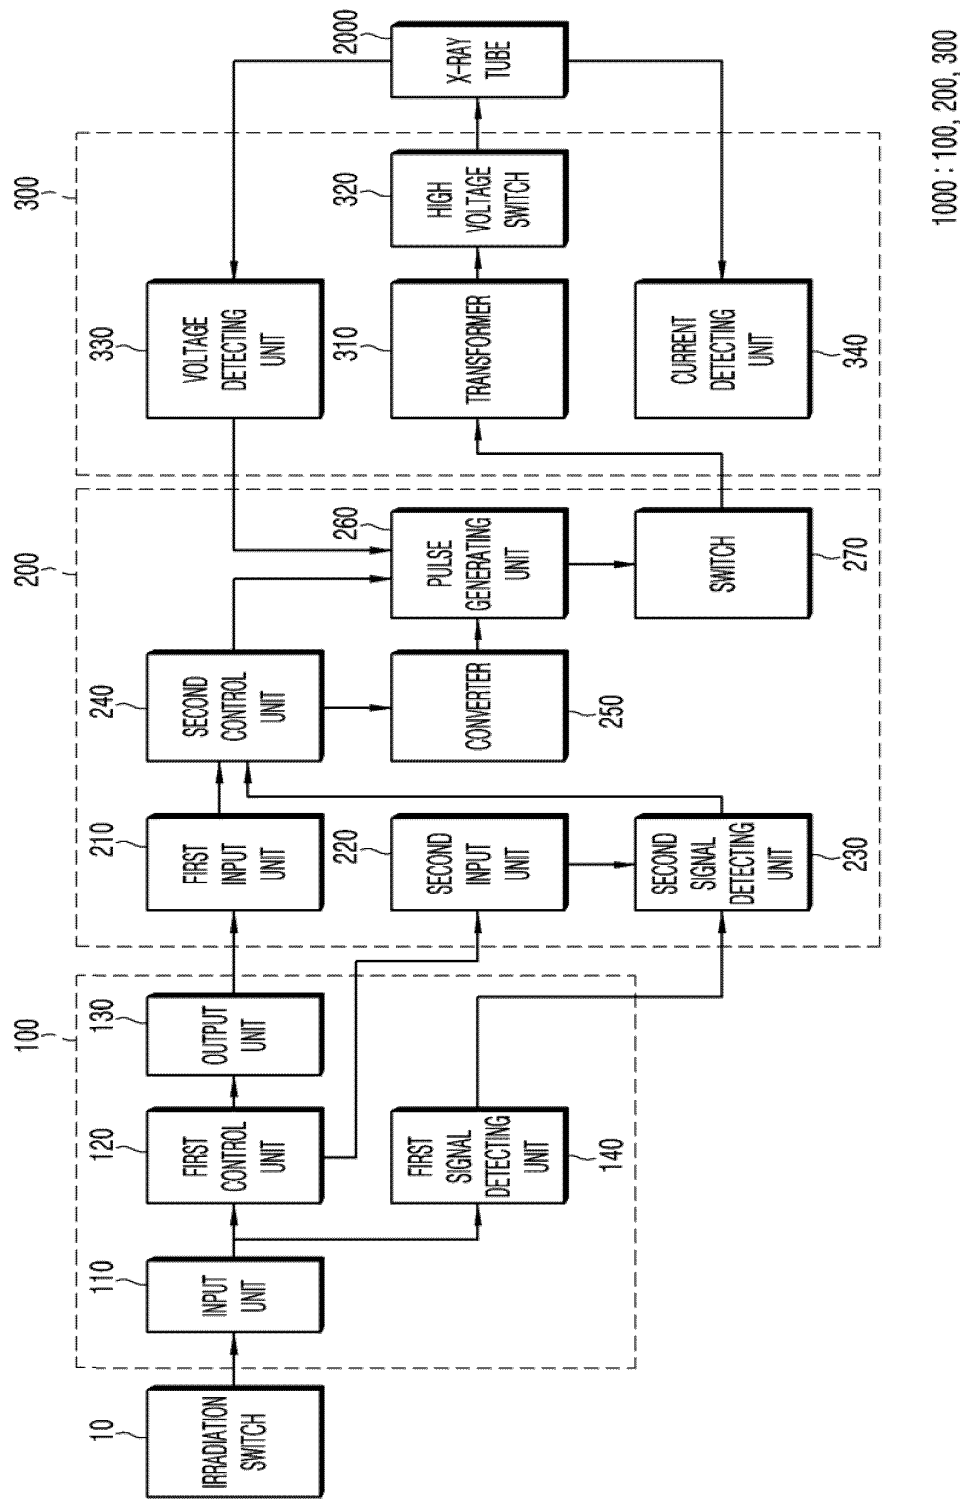 100
200
300
10
IRRADIATION
SWITCH
110
INPUT
UNIT
120
FIRST
CONTROL
UNIT
130
OUTPUT
UNIT
210
FIRST
INPUT
UNIT
240
SECOND
CONTROL
UNIT
330
VOLTAGE
DETECTING
UNIT
FIRST
SIGNAL
DETECTING
UNIT
140
220
SECOND
INPUT
UNIT
CONVERTER
250
260
PULSE
GENERATING
UNIT
310
TRANSFORMER
320
HIGH
VOLTAGE
SWITCH
2000
X-RAY
TUBE
SECOND
SIGNAL
DETECTING
UNIT
230
SWITCH
270
CURRENT
DETECTING
UNIT
340
1000 : 100, 200, 300